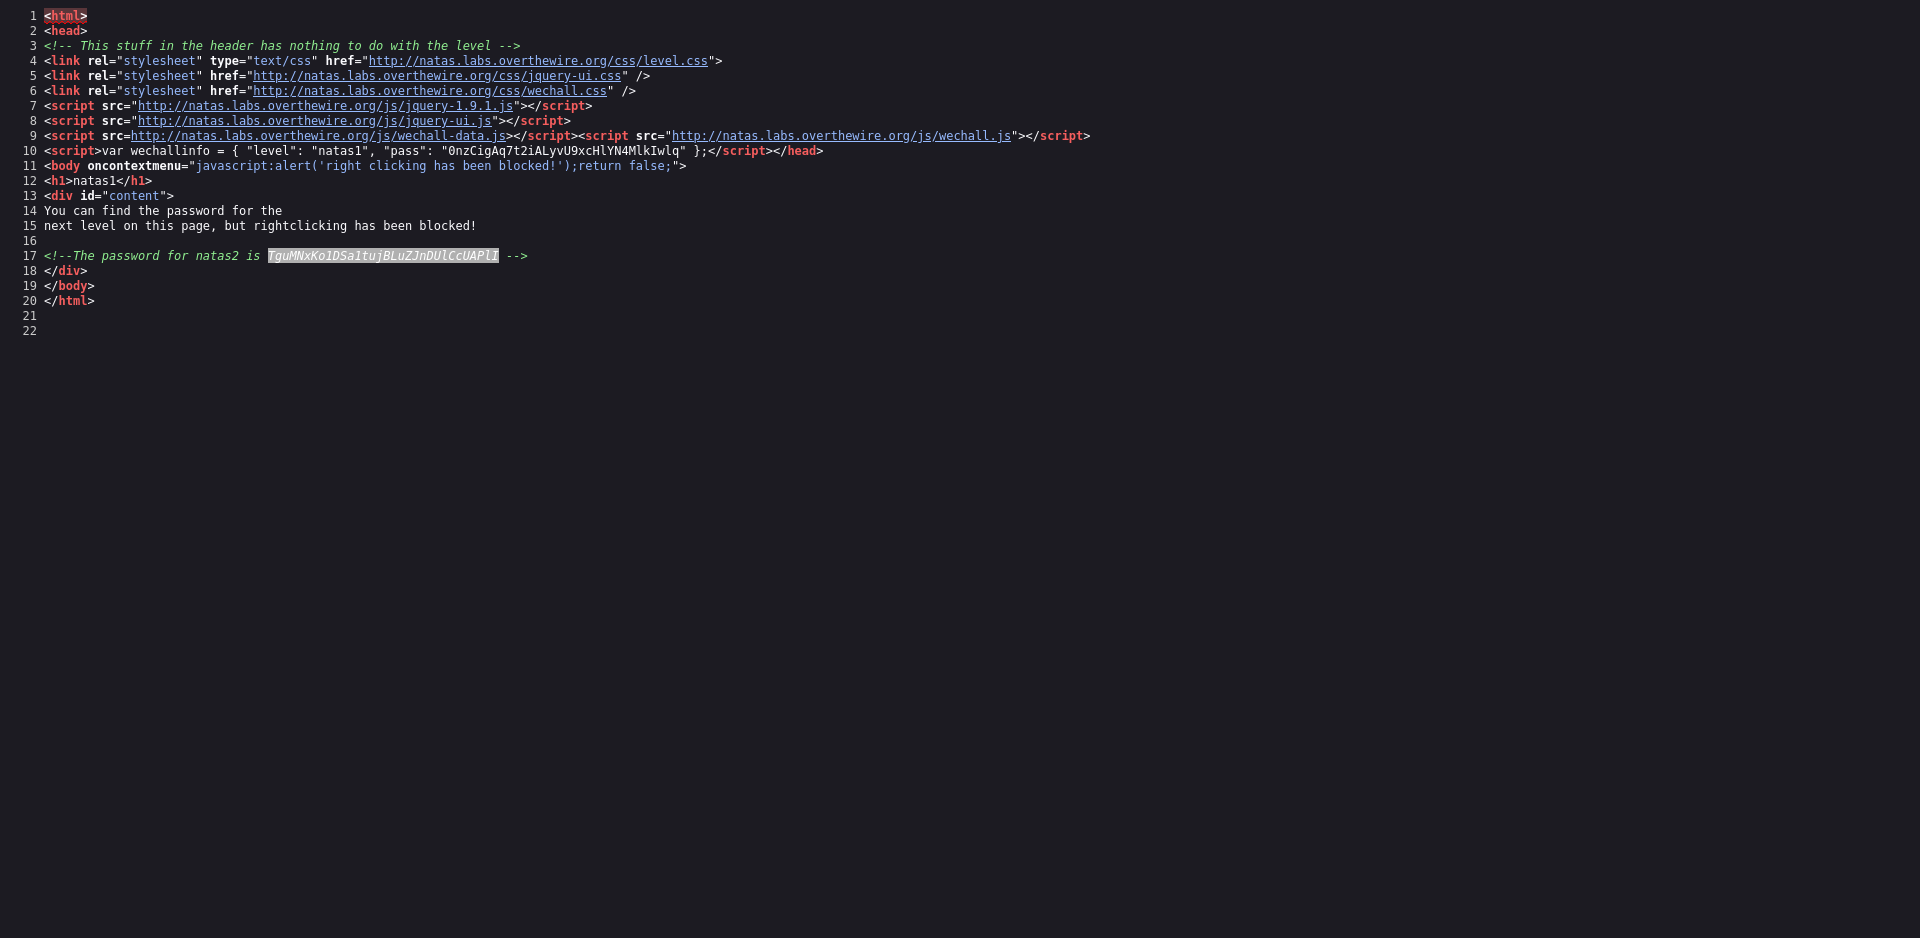 1 <html>
2 <head>
3 <!-- This stuff in the header has nothing to do with the level -->
4 <link rel="stylesheet" type="text/css" href="http://natas.labs.overthewire.org/css/level.css">
5 <link rel="stylesheet" href="http://natas.labs.overthewire.org/css/jquery-ui.css" />
6 <link rel="stylesheet" href="http://natas.labs.overthewire.org/css/wechall.css" />
7 <script src="http://natas.labs.overthewire.org/js/jquery-1.9.1.js"></script>
8 <script src="http://natas.labs.overthewire.org/js/jquery-ui.js"></script>
9 <script src=http://natas.labs.overthewire.org/js/wechall-data.js></script><script src="http://natas.labs.overthewire.org/js/wechall.js"></script>
10 <script>var wechallinfo = { "level": "natas1", "pass": "0nzCigAq7t2iALyvU9xcHlYN4MlkIwlq" };</script></head>
11 <body oncontextmenu="javascript:alert('right clicking has been blocked!');return false;">
12 <h1>natas1</h1>
13 <div id="content">
14 You can find the password for the
15 next level on this page, but rightclicking has been blocked!
16
17 <!--The password for natas2 is TguMNxKo1DSa1tujBLuZJnDUlCcUAPlI -->
18 </div>
19 </body>
20 </html>
21
22